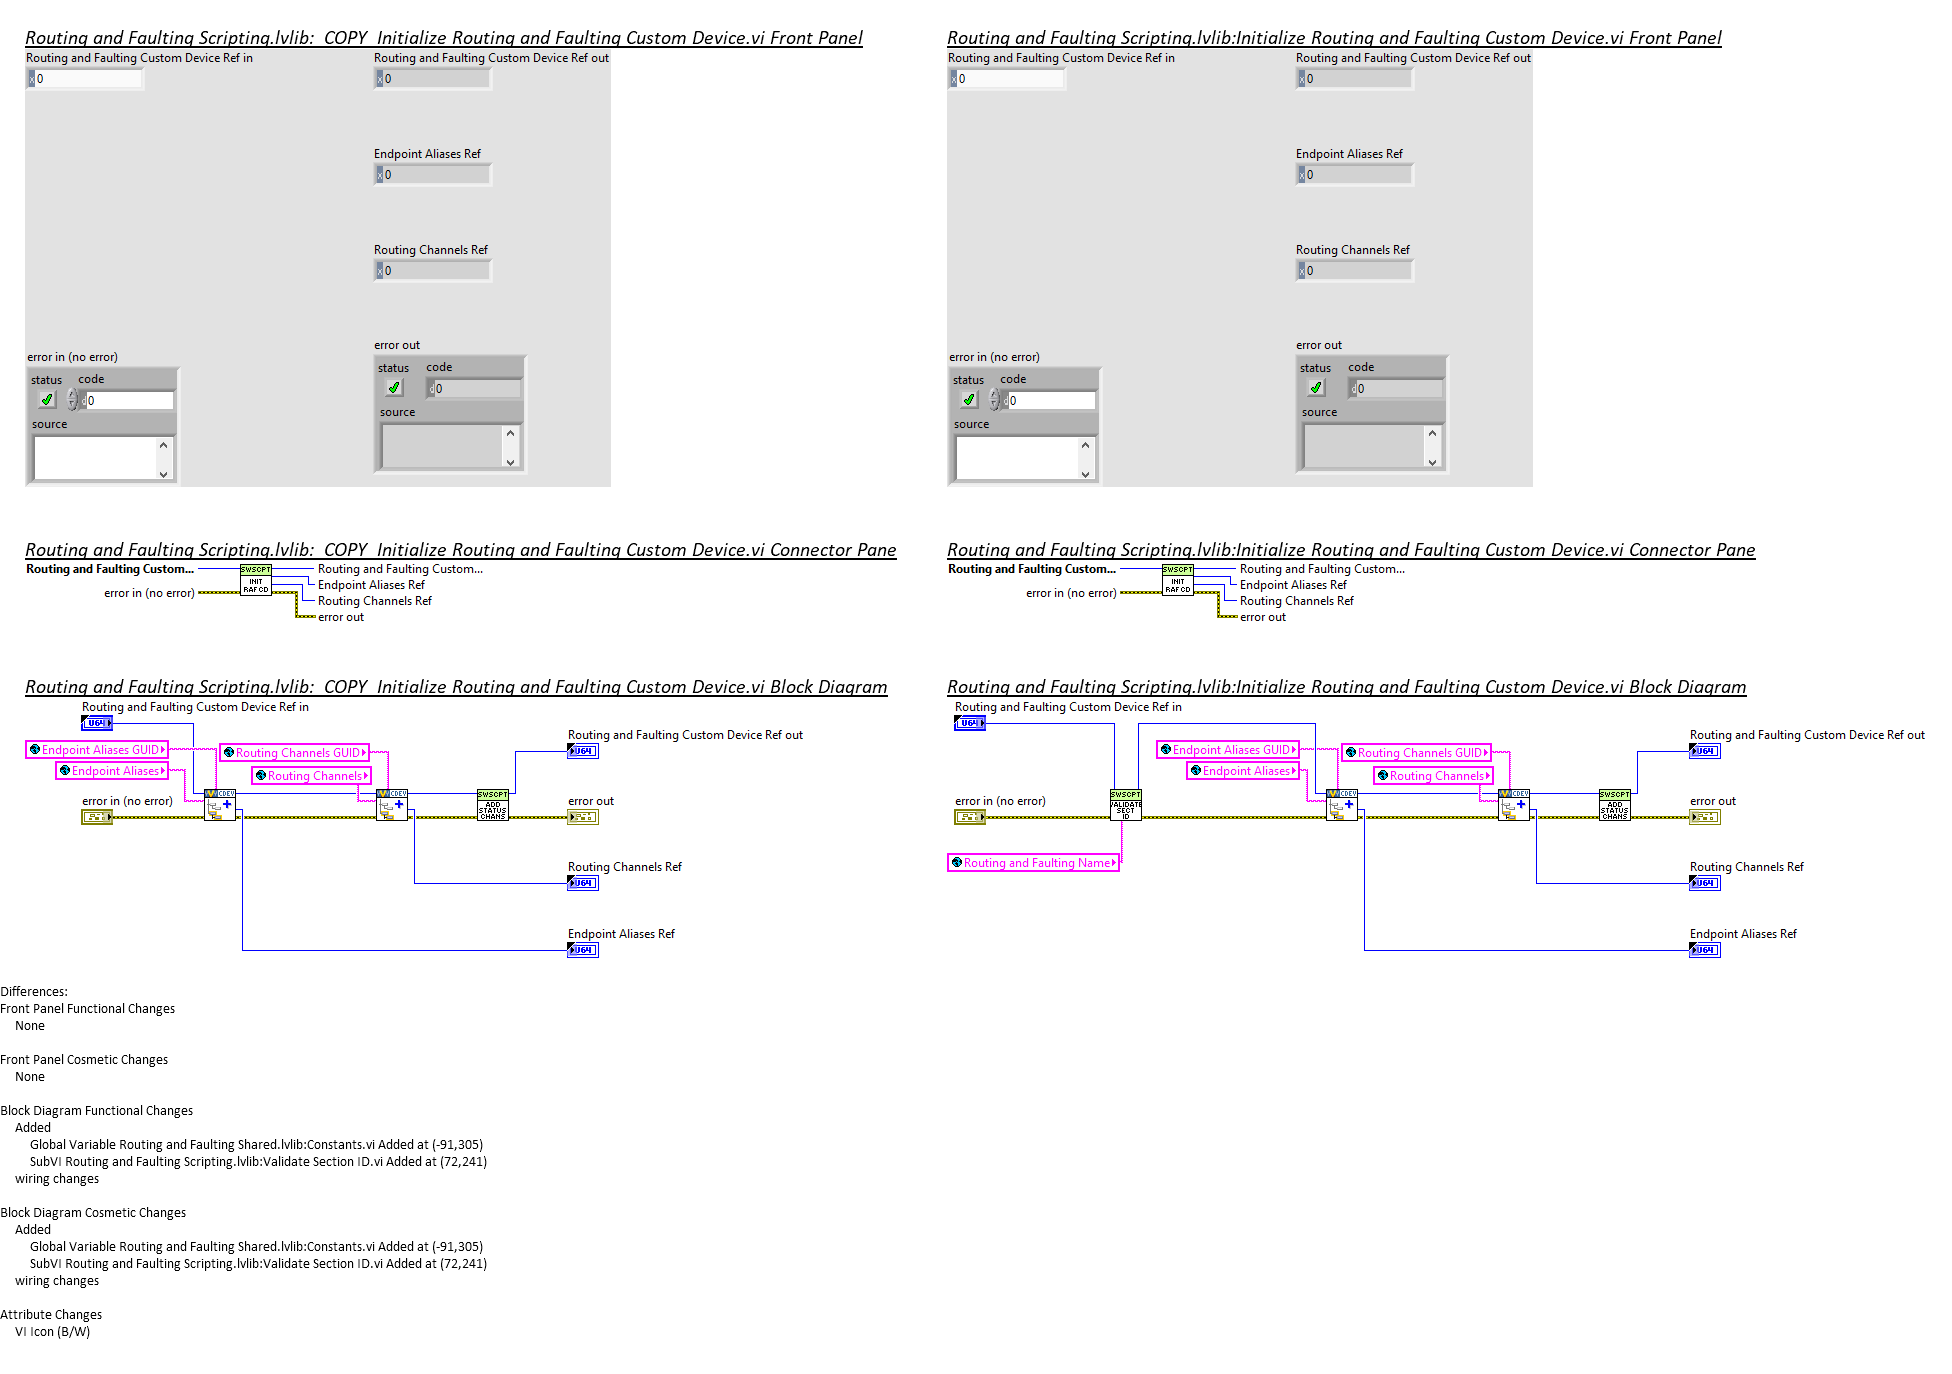 Routing and Faulting Scripting.lvlib:  COPY  Initialize Routing and Faulting Custom Device.vi Front Panel
Routing and Faulting Custom Device Ref in
x 0
Routing and Faulting Custom Device Ref out
x 0
Endpoint Aliases Ref
x 0
Routing Channels Ref
x 0
error in (no error)
status code
d 0
source
error out
status code
d 0
source
Routing and Faulting Scripting.lvlib:Initialize Routing and Faulting Custom Device.vi Front Panel
Routing and Faulting Custom Device Ref in
x 0
Routing and Faulting Custom Device Ref out
x 0
Endpoint Aliases Ref
x 0
Routing Channels Ref
x 0
error in (no error)
status code
d 0
source
error out
status code
d 0
source
Routing and Faulting Scripting.lvlib:  COPY  Initialize Routing and Faulting Custom Device.vi Connector Pane
Routing and Faulting Custom...
error in (no error)
SWSCPT
INIT
RAF CD
Routing and Faulting Custom...
Endpoint Aliases Ref
Routing Channels Ref
error out
Routing and Faulting Scripting.lvlib:Initialize Routing and Faulting Custom Device.vi Connector Pane
Routing and Faulting Custom...
error in (no error)
SWSCPT
INIT
RAF CD
Routing and Faulting Custom...
Endpoint Aliases Ref
Routing Channels Ref
error out
Routing and Faulting Scripting.lvlib:  COPY  Initialize Routing and Faulting Custom Device.vi Block Diagram
Routing and Faulting Custom Device Ref in
U64
Endpoint Aliases GUID
Endpoint Aliases
Routing Channels GUID
Routing Channels
error in (no error)
CDEV
CDEV
SWSCPT
ADD
STATUS
CHANS
Routing and Faulting Custom Device Ref out
U64
error out
Routing Channels Ref
U64
Endpoint Aliases Ref
U64
Routing and Faulting Scripting.lvlib:Initialize Routing and Faulting Custom Device.vi Block Diagram
Routing and Faulting Custom Device Ref in
U64
error in (no error)
SWSCPT
VALIDATE
SECT
ID
Routing and Faulting Name
Endpoint Aliases GUID
Endpoint Aliases
Routing Channels GUID
Routing Channels
CDEV
CDEV
SWSCPT
ADD
STATUS
CHANS
Routing and Faulting Custom Device Ref out
U64
error out
Routing Channels Ref
U64
Endpoint Aliases Ref
U64
Differences:
Front Panel Functional Changes
None
Front Panel Cosmetic Changes
None
Block Diagram Functional Changes
Added
Global Variable Routing and Faulting Shared.lvlib:Constants.vi Added at (-91,305)
SubVI Routing and Faulting Scripting.lvlib:Validate Section ID.vi Added at (72,241)
wiring changes
Block Diagram Cosmetic Changes
Added
Global Variable Routing and Faulting Shared.lvlib:Constants.vi Added at (-91,305)
SubVI Routing and Faulting Scripting.lvlib:Validate Section ID.vi Added at (72,241)
wiring changes
Attribute Changes
VI Icon (B/W)